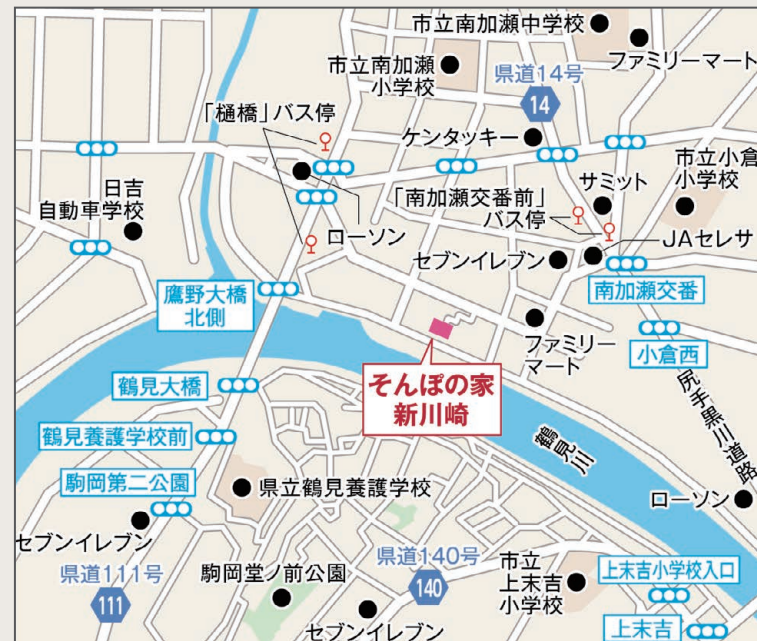 市立南加瀬中学校
ファミリーマート
市立南加瀬
小学校
県道14号
14
「樋橋」バス停
ケンタッキー
日吉
自動車学校
ローソン
「南加瀬交番前」
バス停
サミット
市立小倉
小学校
セブンイレブン
JAセレサ
南加瀬交番
鷹野大橋
北側
ファミリー
マート
小倉西
そんぽの家
新川崎
鶴見大橋
鶴見養護学校前
鶴見川
尻手黒川道路
駒岡第二公園
県立鶴見養護学校
ローソン
セブンイレブン
県道111号
111
駒岡堂ノ前公園
県道140号
140
市立
上末吉
小学校
上末吉小学校入口
セブンイレブン
上末吉